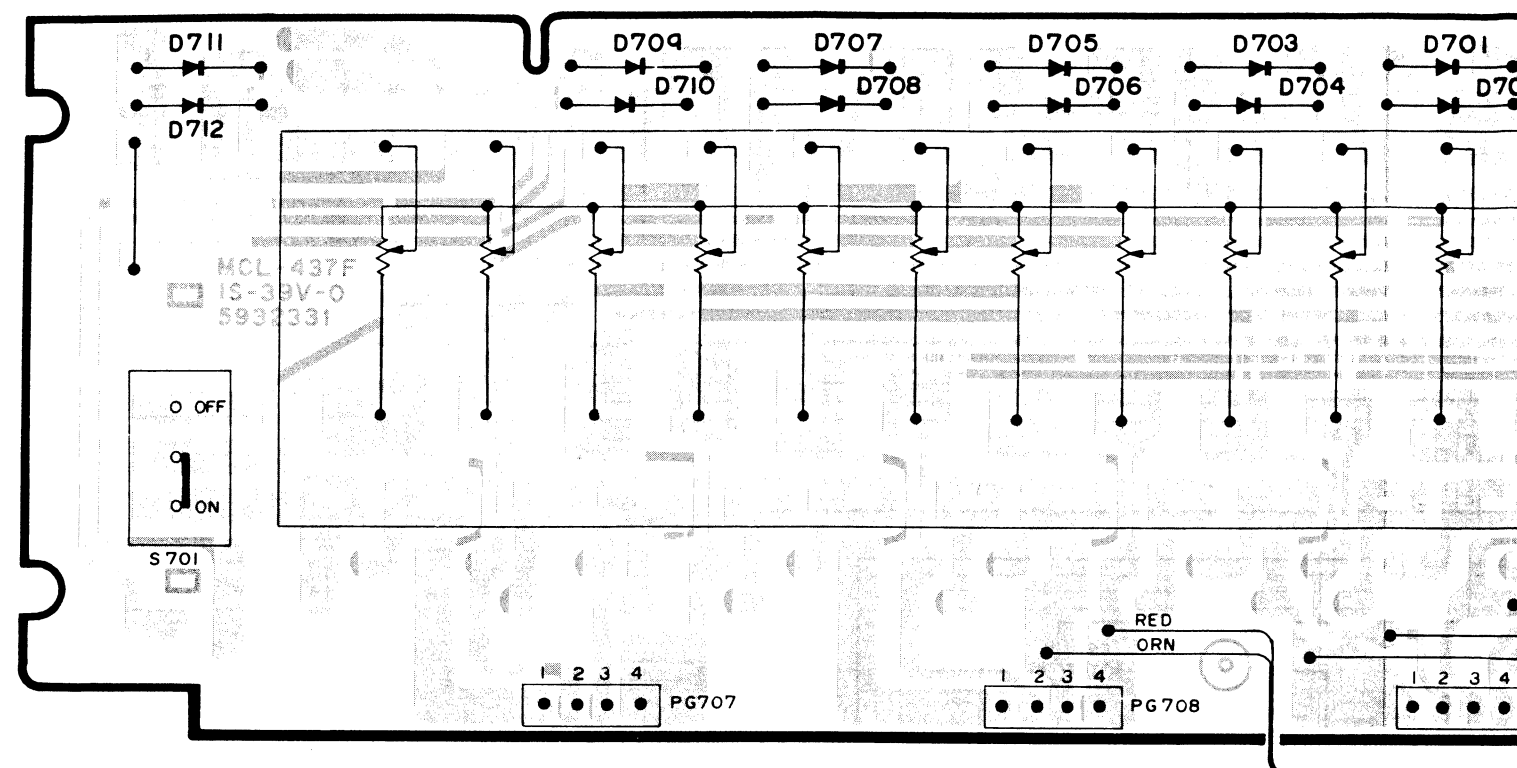 D711
D709
D707
D705
D703
D701
D710
D708
D706
D704
D712
MCL-437F
IS-39V-O
5932331
OFF
ON
S701
RED
ORN
1 2 3 4
PG707
1 2 3 4
PG708
1 2 3 4